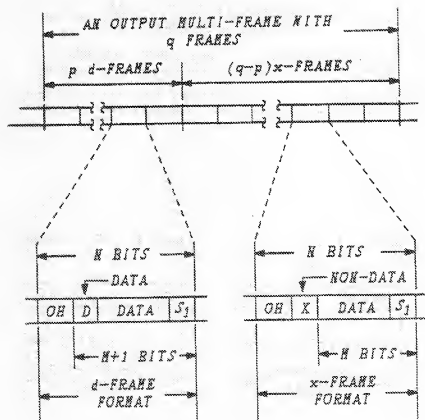 AN OUTPUT MULTI-FRAME WITH
q FRAMES
p d-FRAMES (q-p)x-FRAMES
N BITS N BITS
DATA NON-DATA
OH D DATA S1 OH X DATA S1
M+1 BITS M BITS
d-FRAME x-FRAME
FORMAT FORMAT